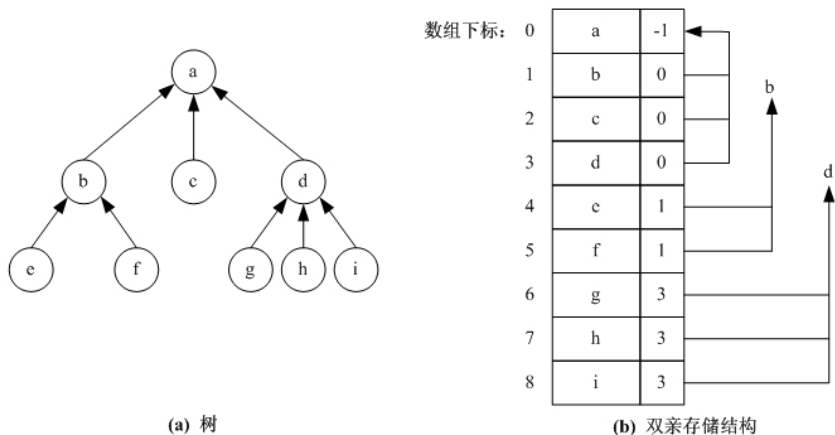 a
b c d
e f g h i
(a) 树
数组下标: 0 a -1
1 b 0
2 c 0
3 d 0
4 e 1
5 f 1
6 g 3
7 h 3
8 i 3
b
d
(b) 双亲存储结构